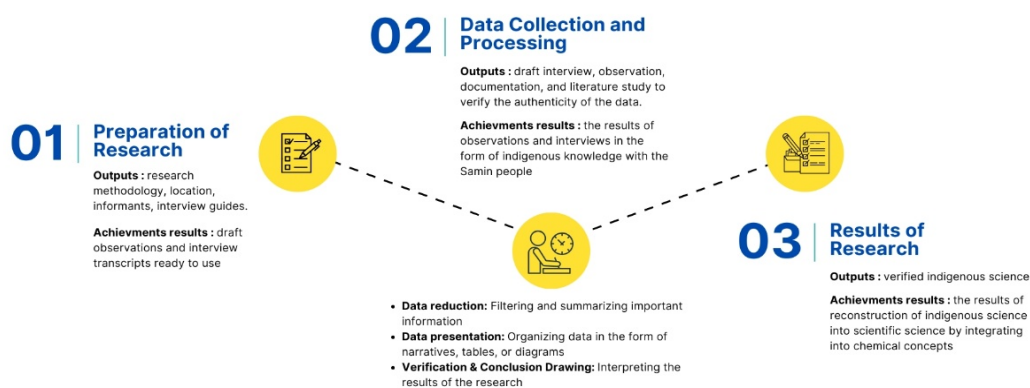 01
Preparation of
Research
Outputs : research
methodology, location,
informants, interview guides.
Achievments results : draft
observations and interview
transcripts ready to use
02
Data Collection and
Processing
Outputs : draft interview, observation,
documentation, and literature study to
verify the authenticity of the data.
Achievments results : the results of
observations and interviews in the
form of indigenous knowledge with the
Samin people
• Data reduction: Filtering and summarizing important
information
• Data presentation: Organizing data in the form of
narratives, tables, or diagrams
• Verification & Conclusion Drawing: Interpreting the
results of the research
03
Results of
Research
Outputs : verified indigenous science
Achievments results : the results of
reconstruction of indigenous science
into scientific science by integrating
into chemical concepts